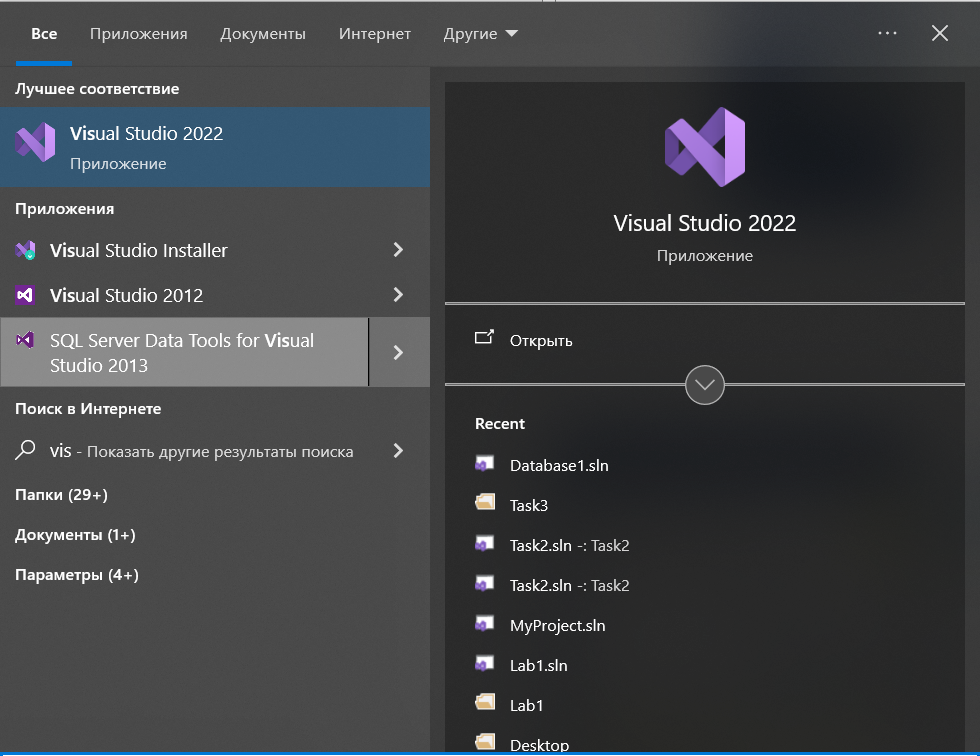 Все Приложения Документы Интернет Другие
Лучшее соответствие
Visual Studio 2022
Приложение
Приложения
Visual Studio Installer
Visual Studio 2012
SQL Server Data Tools for Visual
Studio 2013
Поиск в Интернете
vis - Показать другие результаты поиска
Папки (29+)
Документы (1+)
Параметры (4+)
Visual Studio 2022
Приложение
Открыть
Recent
Database1.sln
Task3
Task2.sln -: Task2
Task2.sln -: Task2
MyProject.sln
Lab1.sln
Lab1
Desktop